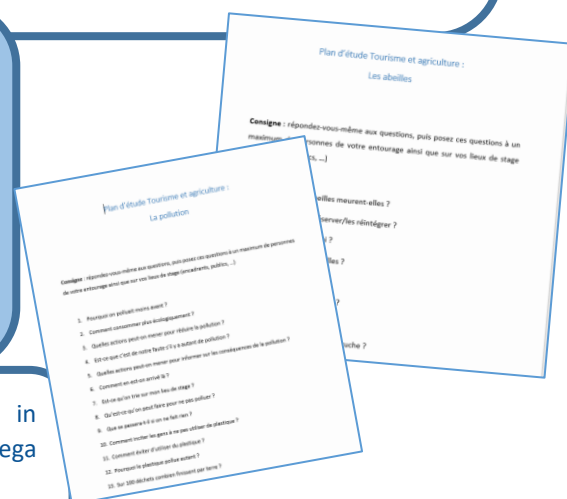 Plan d'étude Tourisme et agriculture :
Les abeilles
Consigne : répondez-vous-même aux questions, puis posez ces questions à un
maximum personnes de votre entourage ainsi que sur vos lieux de stage
, …)
eilles meurent-elles ?
server/les réintégrer ?
i ?
lles ?
?
uche ?
Plan d'étude Tourisme et agriculture :
La pollution
Consigne : répondez-vous-même aux questions, puis posez ces questions à un maximum de personnes
de votre entourage ainsi que sur vos lieux de stage (encadrants, publics, …)
1. Pourquoi on polluait moins avant ?
2. Comment consommer plus écologiquement ?
3. Quelles actions peut-on mener pour réduire la pollution ?
4. Est-ce que c'est de notre faute s'il y a autant de pollution ?
5. Quelles actions peut-on mener pour informer sur les conséquences de la pollution ?
6. Comment en est-on arrivé là ?
7. Est-ce qu'on trie sur mon lieu de stage ?
8. Qu'est-ce qu'on peut faire pour ne pas polluer ?
9. Que se passera-t-il si on ne fait rien ?
10. Comment inciter les gens à ne pas utiliser de plastique ?
11. Comment éviter d'utiliser du plastique ?
12. Pourquoi le plastique pollue autant ?
13. Sur 100 déchets combien finissent par terre ?
in
ega